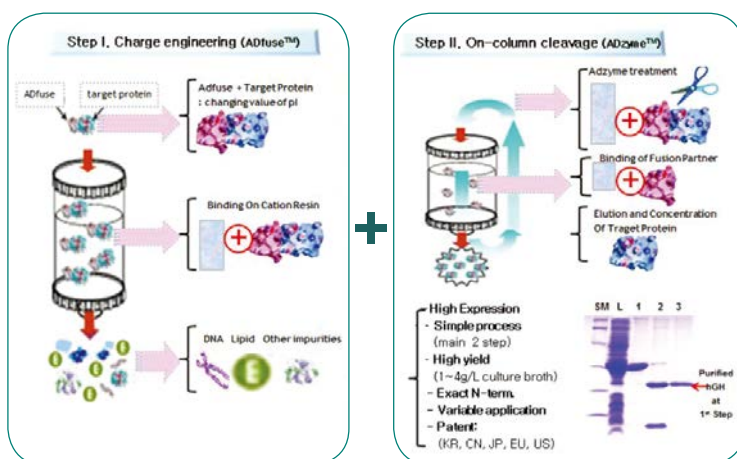 Step I. Charge engineering (ADfuse™)
ADfuse
target protein
Adfuse + Target Protein
: changing value of pI
Binding On Cation Resin
DNA Lipid Other impurities
E
E
E
E
+
Step II. On-column cleavage (ADzyme™)
Adzyme treatment
Binding of Fusion Partner
Elution and Concentration
Of Traget Protein
High Expression
- Simple process
(main 2 step)
- High yield
(1~4g/L culture broth)
- Exact N-term.
- Variable application
- Patent:
(KR, CN, JP, EU, US)
SM L 1 2 3
Purified
hGH
at
1st Step